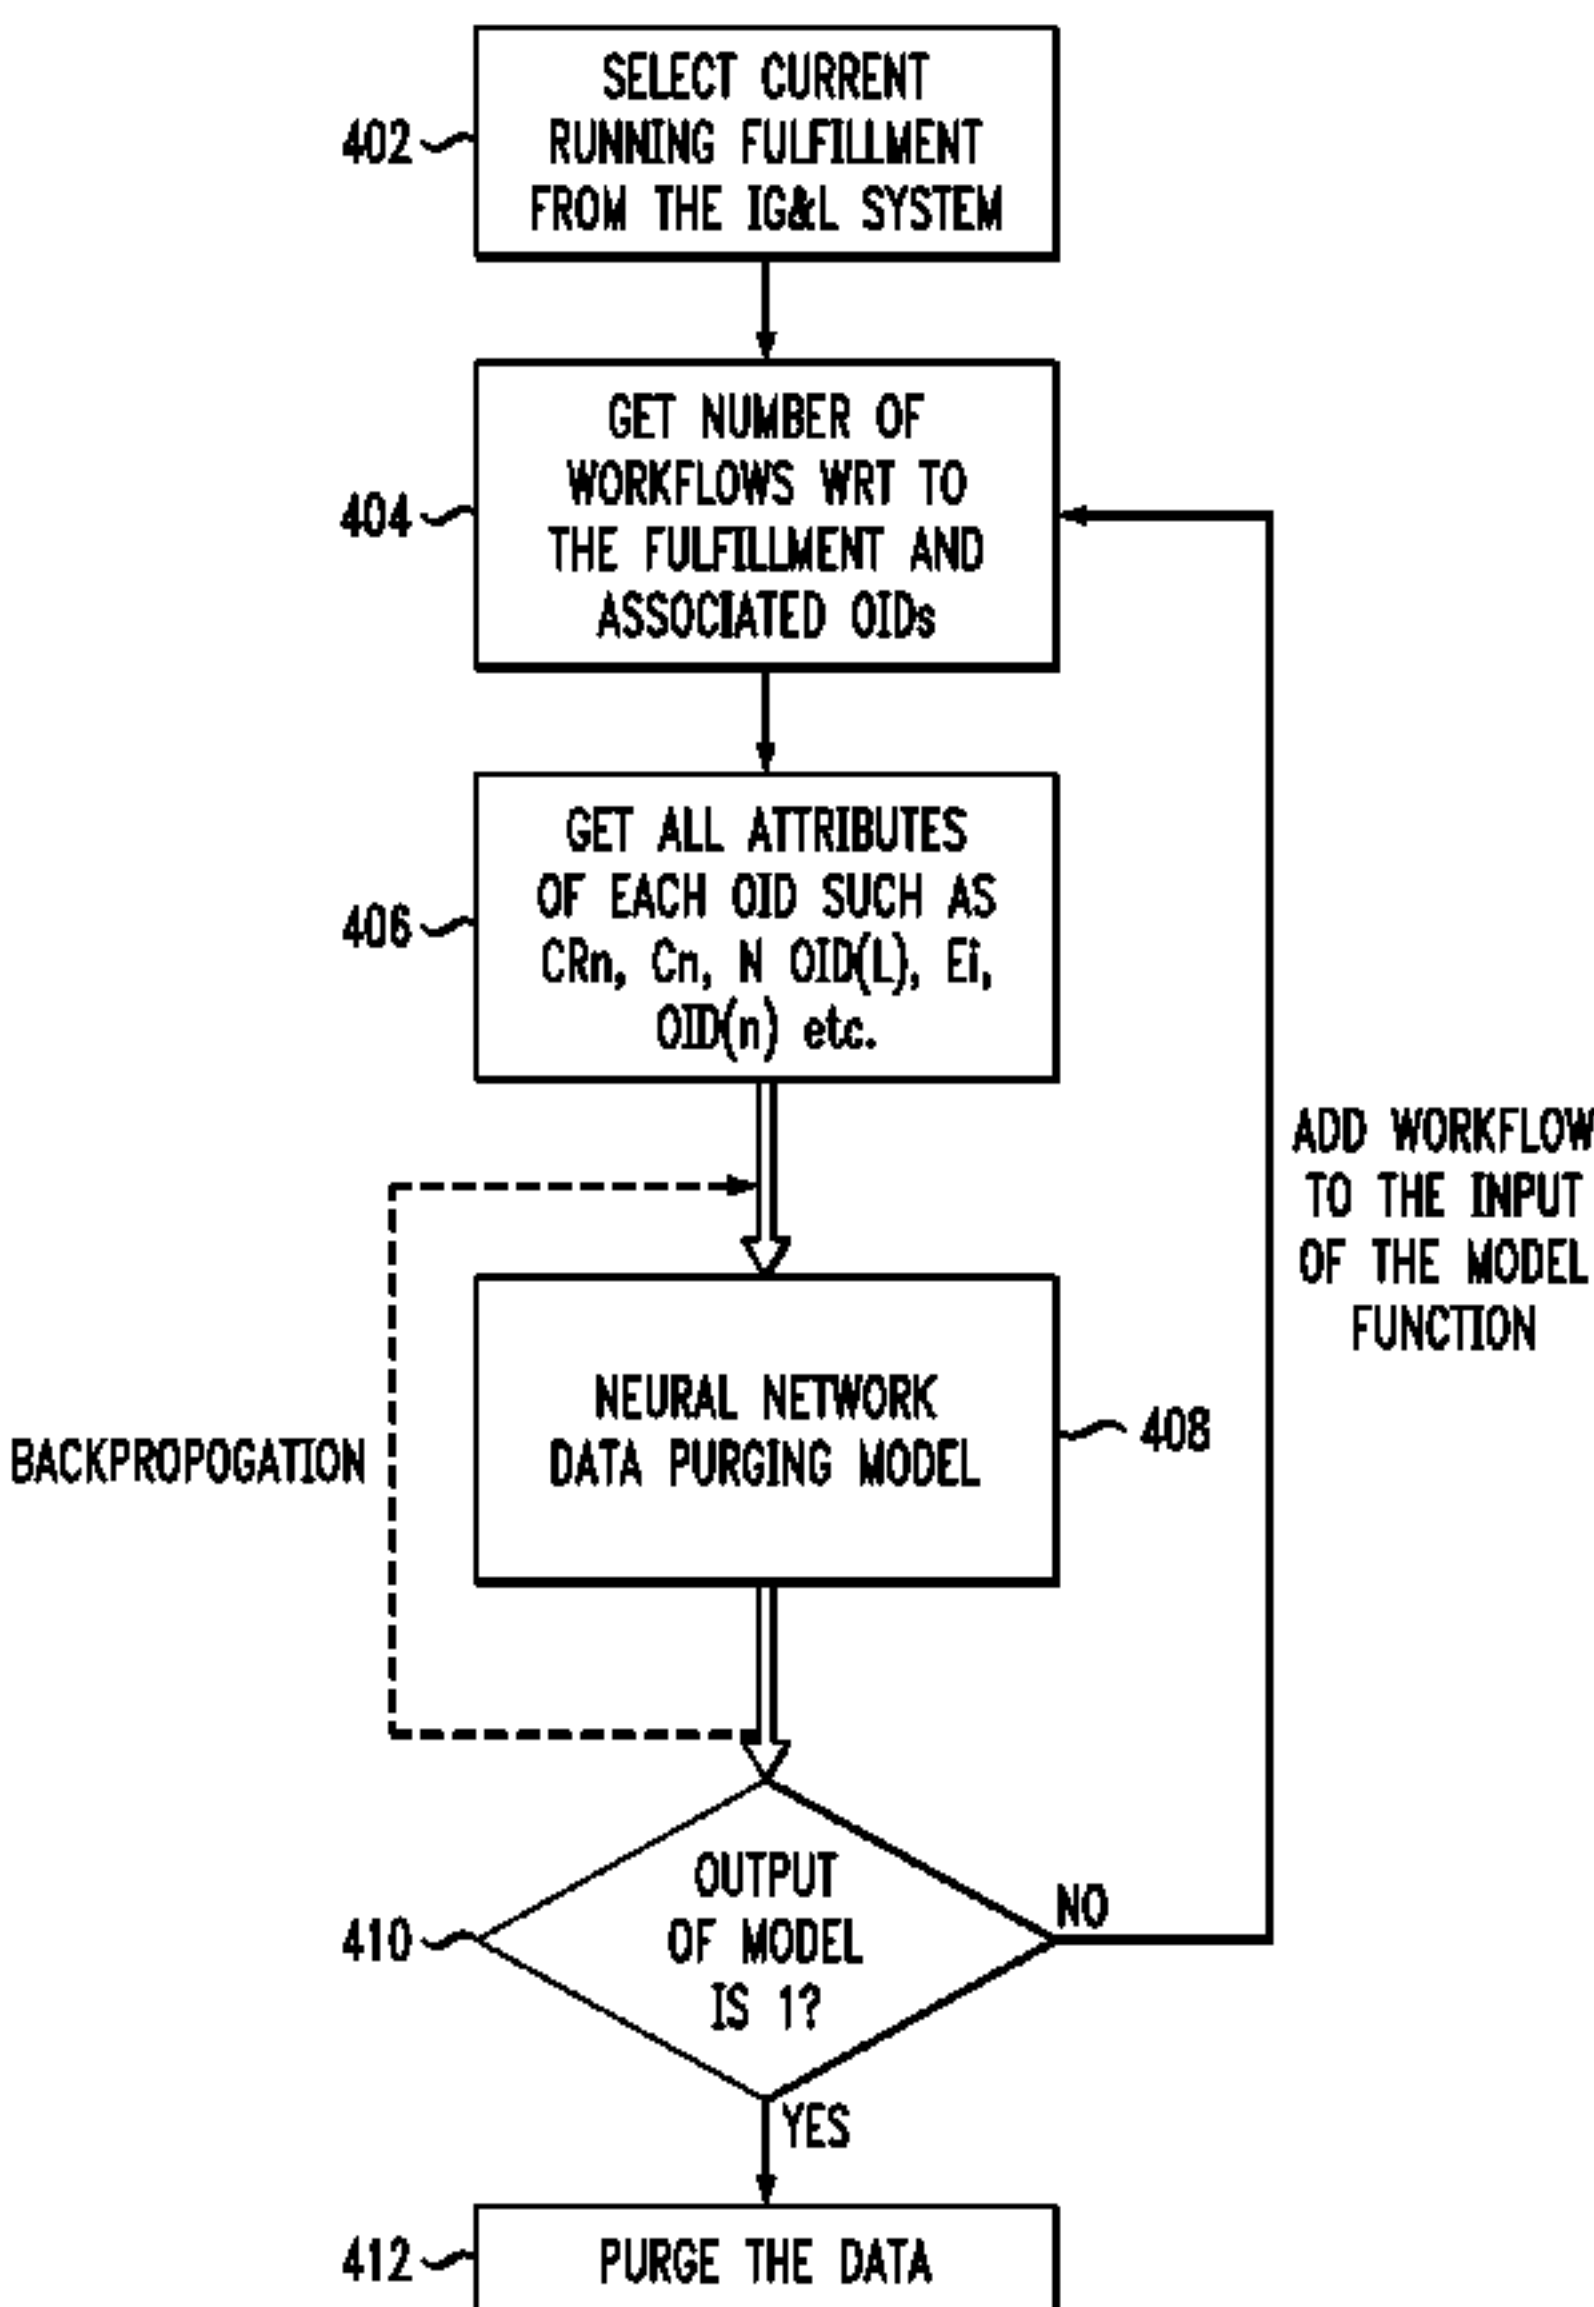 SELECT CURRENT
RUNNING FULFILLMENT
FROM THE IG&L SYSTEM
402
GET NUMBER OF
WORKFLOWS WRT TO
THE FULFILLMENT AND
ASSOCIATED OIDs
404
GET ALL ATTRIBUTES
OF EACH OID SUCH AS
CRn, Cn, N OID(L), Ei,
OID(n) etc.
406
ADD WORKFLOW
TO THE INPUT
OF THE MODEL
FUNCTION
NEURAL NETWORK
DATA PURGING MODEL
408
BACKPROPOGATION
OUTPUT
OF MODEL
IS 1?
410
NO
YES
412
PURGE THE DATA